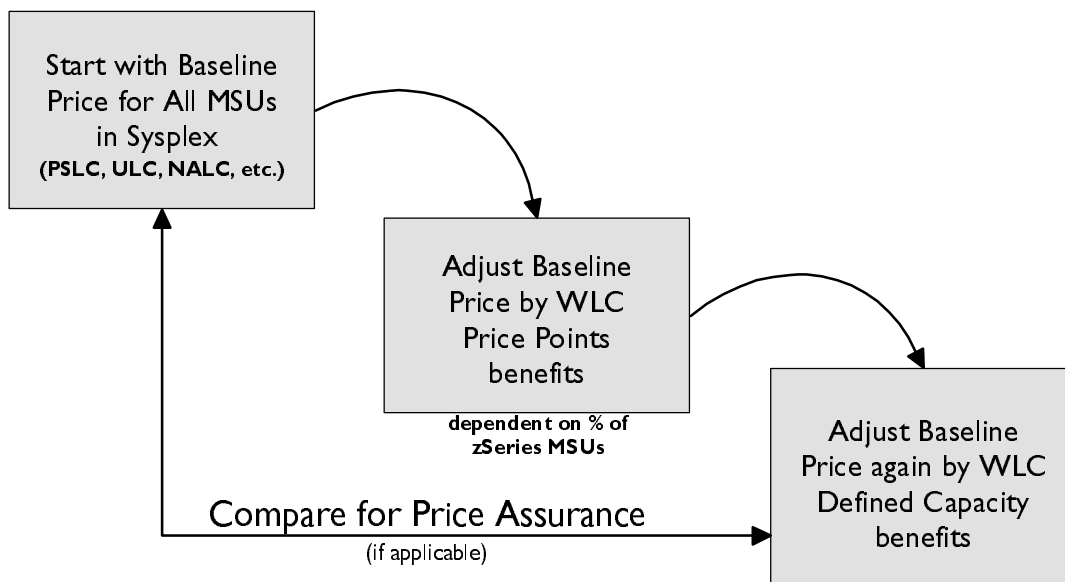 Start with Baseline
Price for All MSUs
in Sysplex
(PSLC, ULC, NALC, etc.)
Adjust Baseline
Price by WLC
Price Points
benefits
dependent on % of
zSeries MSUs
Adjust Baseline
Price again by WLC
Defined Capacity
benefits
Compare for Price Assurance
(if applicable)